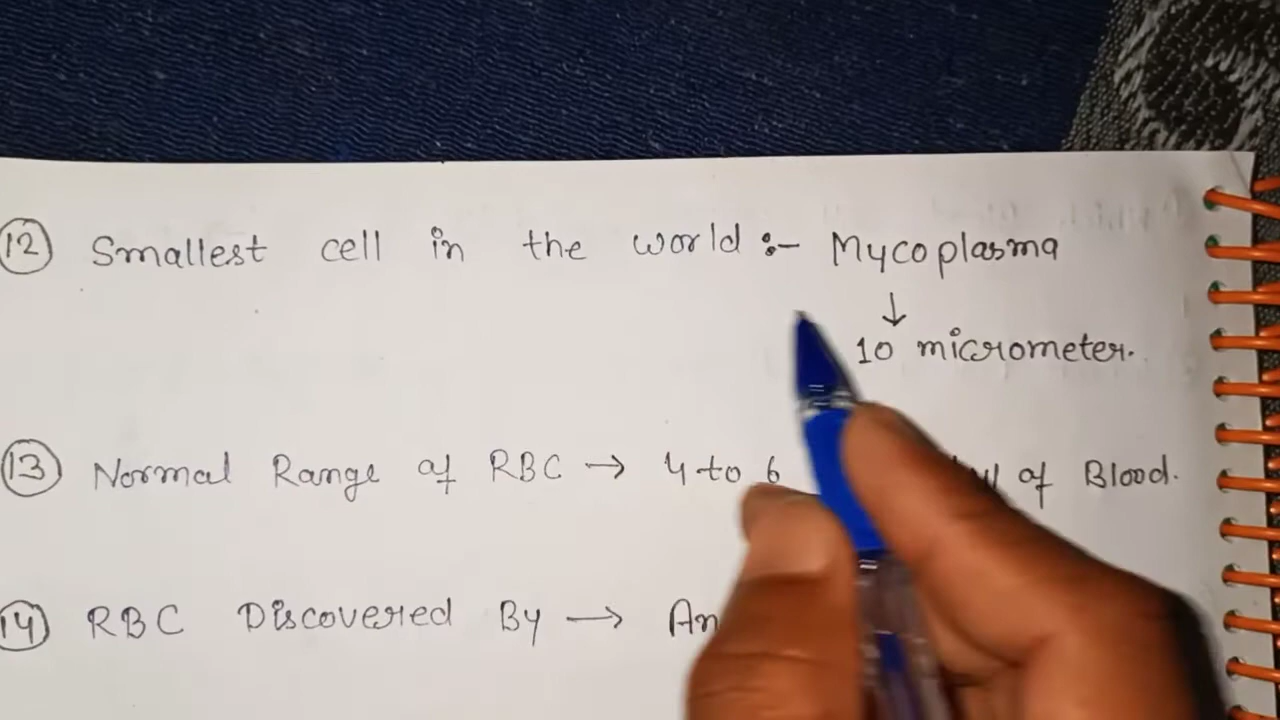 12 Smallest cell in the world :- Mycoplasma
↓
10 micrometer.
13 Normal Range of RBC → 4 to 6 of Blood.
14 RBC Discovered By →